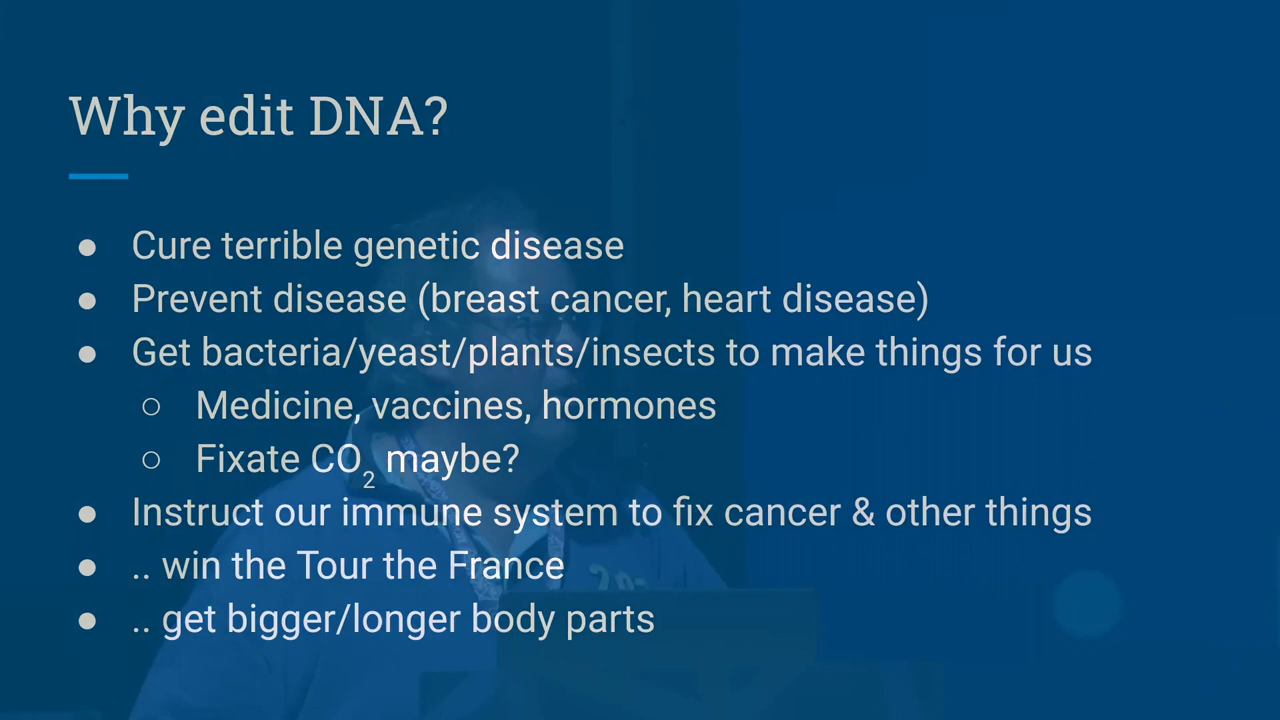 Why edit DNA?
● Cure terrible genetic disease
● Prevent disease (breast cancer, heart disease)
● Get bacteria/yeast/plants/insects to make things for us
○ Medicine, vaccines, hormones
○ Fixate CO₂ maybe?
● Instruct our immune system to fix cancer & other things
● .. win the Tour the France
● .. get bigger/longer body parts